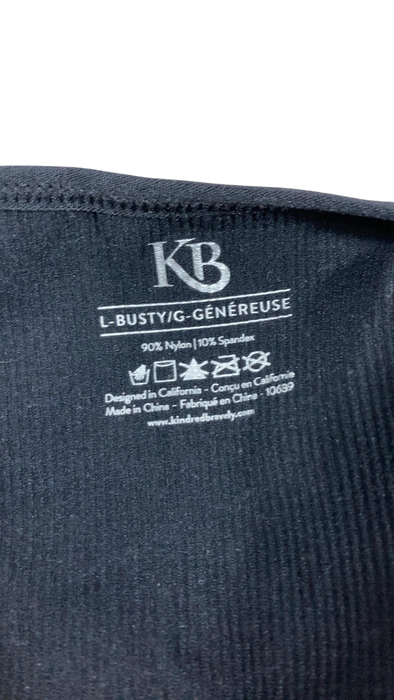 KB
L-BUSTY/G-GÉNÉREUSE
90% Nylon | 10% Spandex
Designed in California - Conçu en Californie
Made in China - Fabriqué en Chine - 10639
www.kindredbravely.com